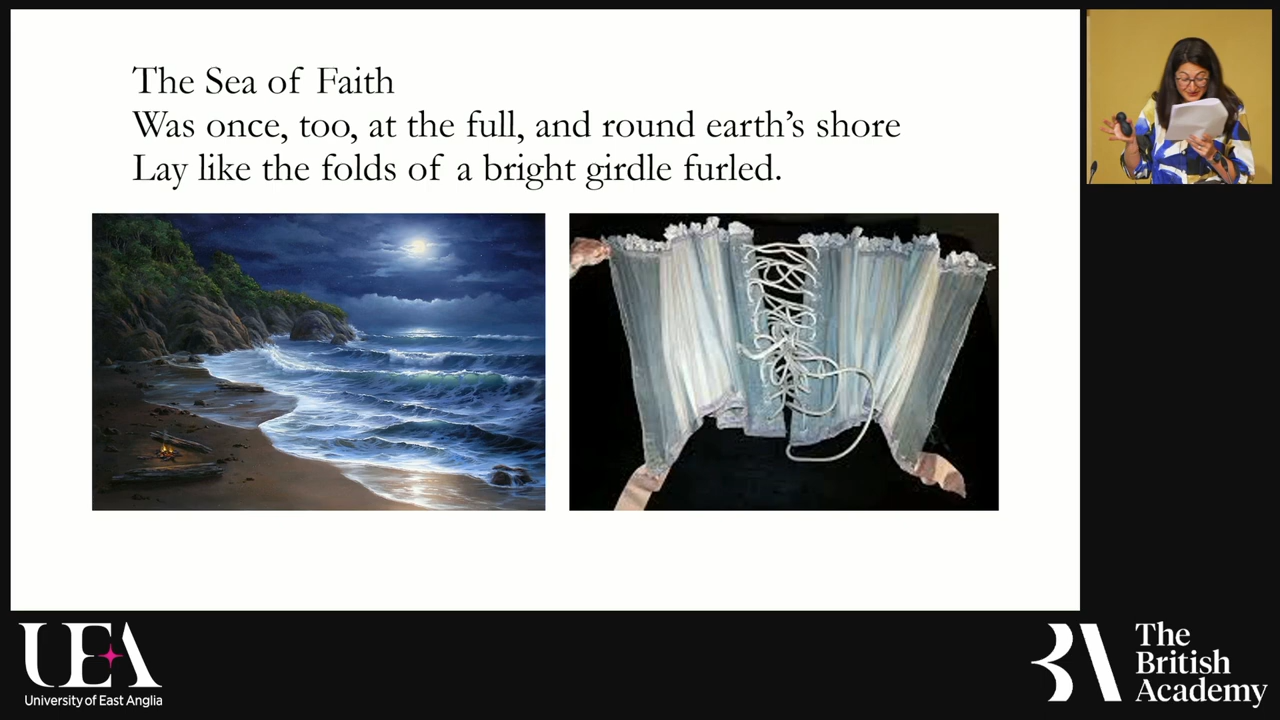 The Sea of Faith
Was once, too, at the full, and round earth’s shore
Lay like the folds of a bright girdle furled.
UEA
University of East Anglia
BA
The
British
Academy